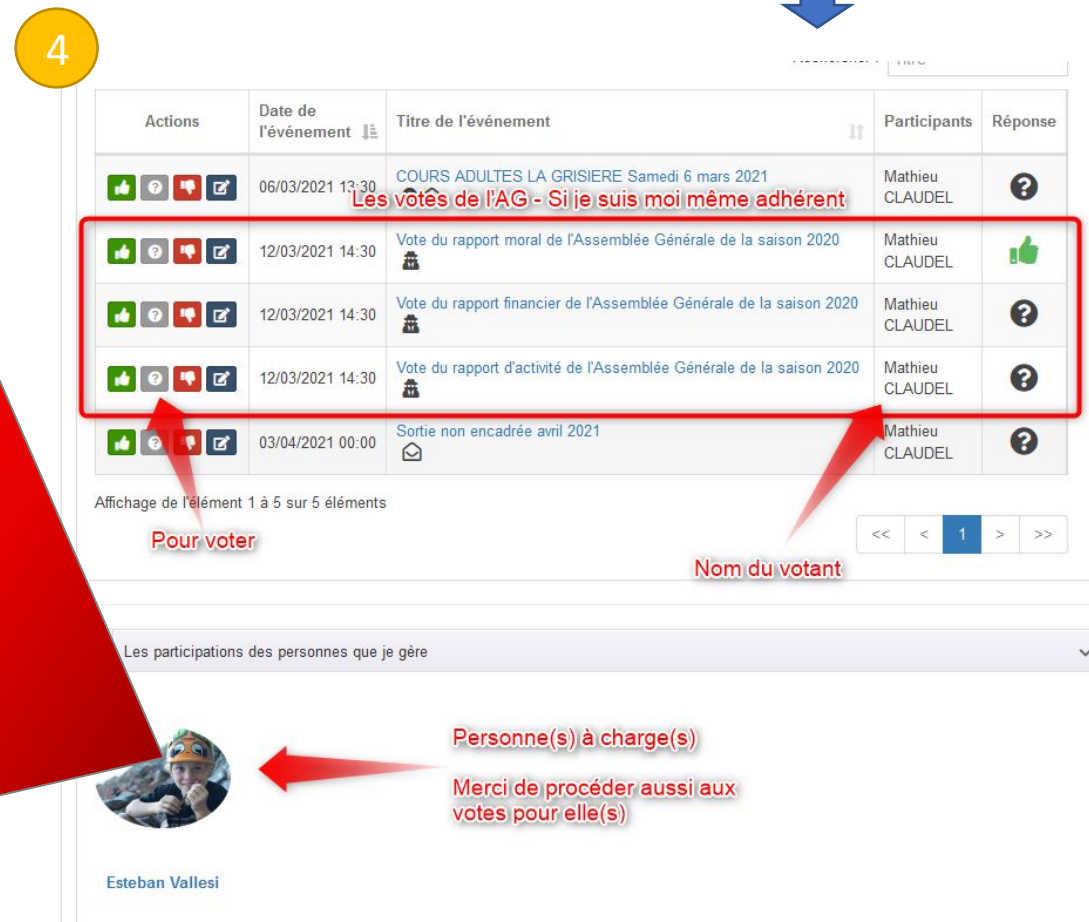 4
Actions
Date de
l'événement
Titre de l'événement
Participants
Réponse
06/03/2021 13:30
COURS ADULTES LA GRISIERE Samedi 6 mars 2021
Mathieu
CLAUDEL
Les votes de l'AG - Si je suis moi même adhérent
12/03/2021 14:30
Vote du rapport moral de l'Assemblée Générale de la saison 2020
Mathieu
CLAUDEL
12/03/2021 14:30
Vote du rapport financier de l'Assemblée Générale de la saison 2020
Mathieu
CLAUDEL
12/03/2021 14:30
Vote du rapport d'activité de l'Assemblée Générale de la saison 2020
Mathieu
CLAUDEL
03/04/2021 00:00
Sortie non encadrée avril 2021
Mathieu
CLAUDEL
Affichage de l'élément 1 à 5 sur 5 éléments
<< < 1 > >>
Pour voter
Nom du votant
Les participations des personnes que je gère
Personne(s) à charge(s)
Merci de procéder aussi aux
votes pour elle(s)
Esteban Vallesi